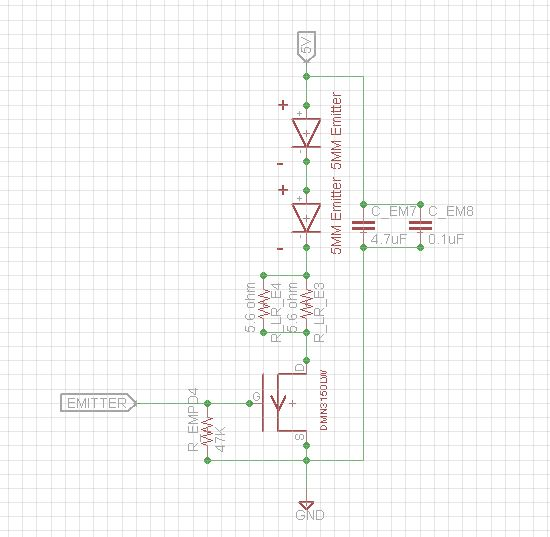 5V
+
5MM Emitter
-
+
5MM Emitter
-
C_EM7
C_EM8
4.7uF
0.1uF
5.6 ohm
R_LR_E4
5.6 ohm
R_LR_E3
D
DMN3150LW
EMITTER
G
R_EMPD4
47K
S
GND